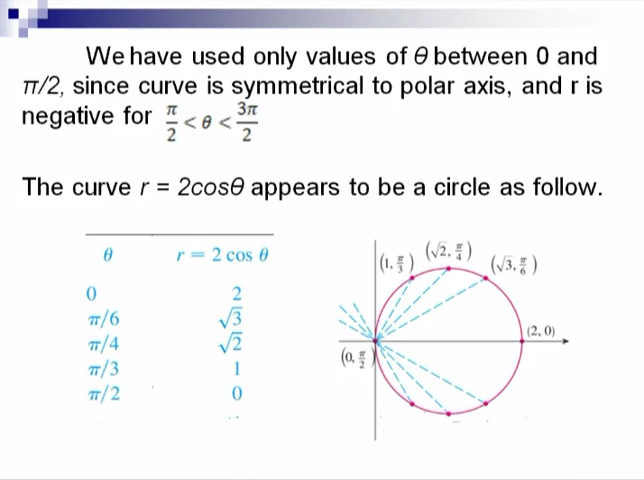 We have used only values of θ between 0 and
π/2, since curve is symmetrical to polar axis, and r is
negative for π/2 < θ < 3π/2
The curve r = 2cosθ appears to be a circle as follow.
θ r = 2 cos θ
0 2
π/6 √3
π/4 √2
π/3 1
π/2 0
(1, π/3) (√2, π/4) (√3, π/6)
(2, 0)
(0, π/2)